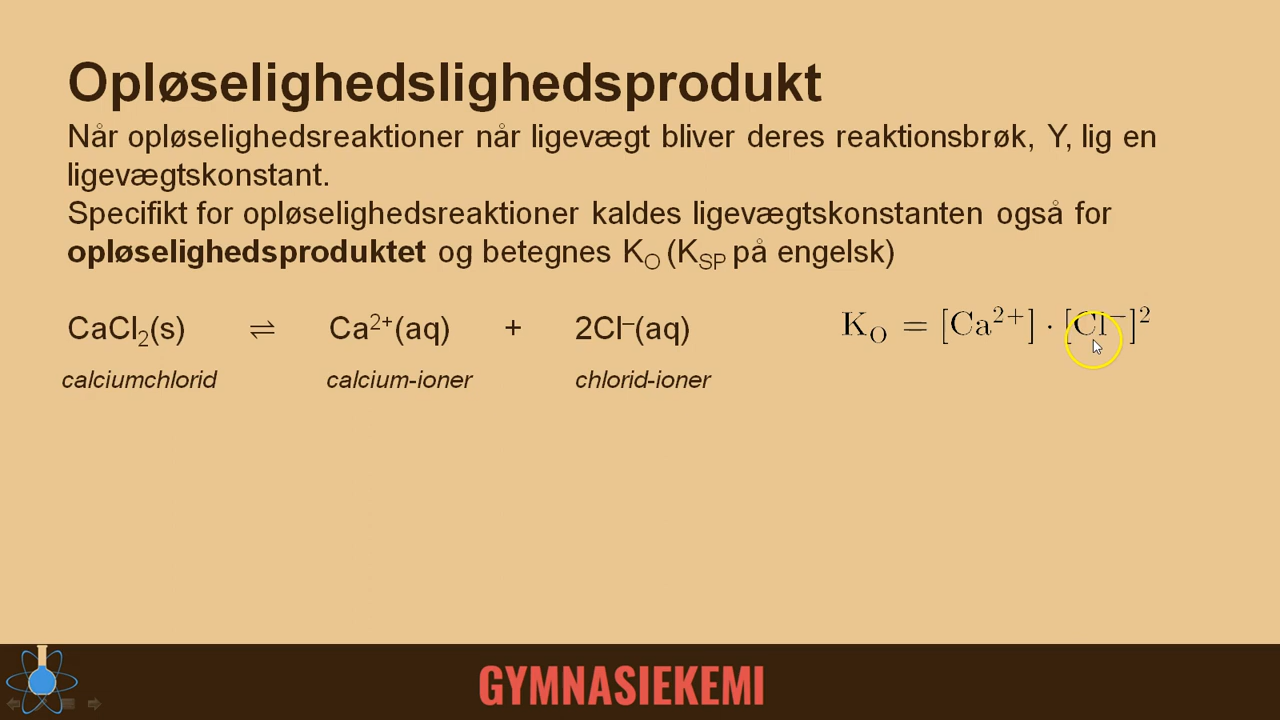 Opløselighedslighedsprodukt
Når opløselighedsreaktioner når ligevægt bliver deres reaktionsbrøk, Y, lig en
ligevægtskonstant.
Specifikt for opløselighedsreaktioner kaldes ligevægtskonstanten også for
opløselighedsproduktet og betegnes K_O (K_SP på engelsk)
CaCl₂(s) ⇌ Ca²⁺(aq) + 2Cl⁻(aq) K_O = [Ca²⁺] · [Cl⁻]²
calciumchlorid calcium-ioner chlorid-ioner
GYMNASIEKEMI